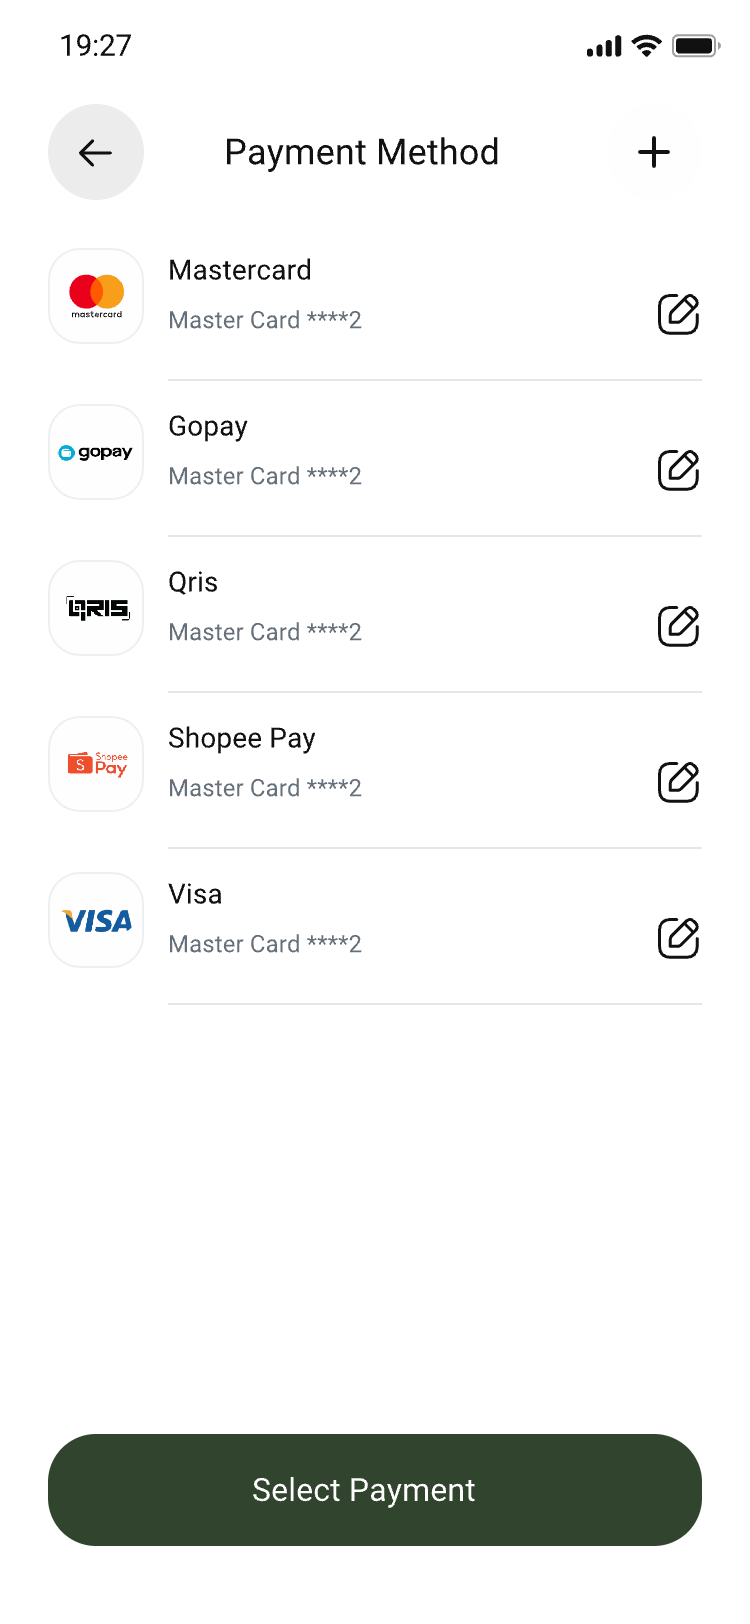 19:27
Payment Method
mastercard
Mastercard
Master Card ****2
gopay
Gopay
Master Card ****2
QRIS
Qris
Master Card ****2
S
Shopee
Pay
Shopee Pay
Master Card ****2
VISA
Visa
Master Card ****2
Select Payment